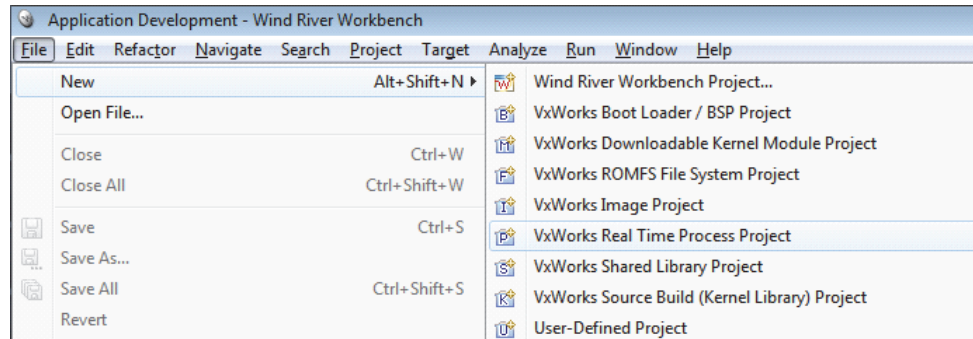 Application Development - Wind River Workbench
File Edit Refactor Navigate Search Project Target Analyze Run Window Help
New Alt+Shift+N
Open File...
Close Ctrl+W
Close All Ctrl+Shift+W
Save Ctrl+S
Save As...
Save All Ctrl+Shift+S
Revert
Wind River Workbench Project...
VxWorks Boot Loader / BSP Project
VxWorks Downloadable Kernel Module Project
VxWorks ROMFS File System Project
VxWorks Image Project
VxWorks Real Time Process Project
VxWorks Shared Library Project
VxWorks Source Build (Kernel Library) Project
User-Defined Project